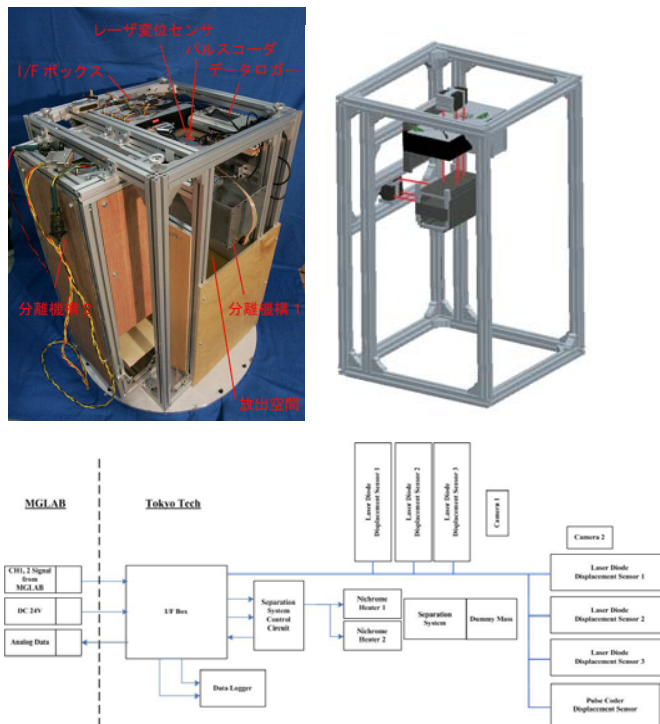 レーザ変位センサ
パルスコーダ
I/Fボックス
データロガー
分離機構 2
分離機構 1
放出空間
MGLAB
Tokyo Tech
Laser Diode
Displacement Sensor 1
Laser Diode
Displacement Sensor 2
Laser Diode
Displacement Sensor 3
Camera 1
Camera 2
CH1, 2 Signal
from
MGLAB
DC 24V
Analog Data
I/F Box
Separation
System
Control
Circuit
Nichrome
Heater 1
Nichrome
Heater 2
Separation
System
Dummy Mass
Data Logger
Laser Diode
Displacement Sensor 1
Laser Diode
Displacement Sensor 2
Laser Diode
Displacement Sensor 3
Pulse Coder
Displacement Sensor